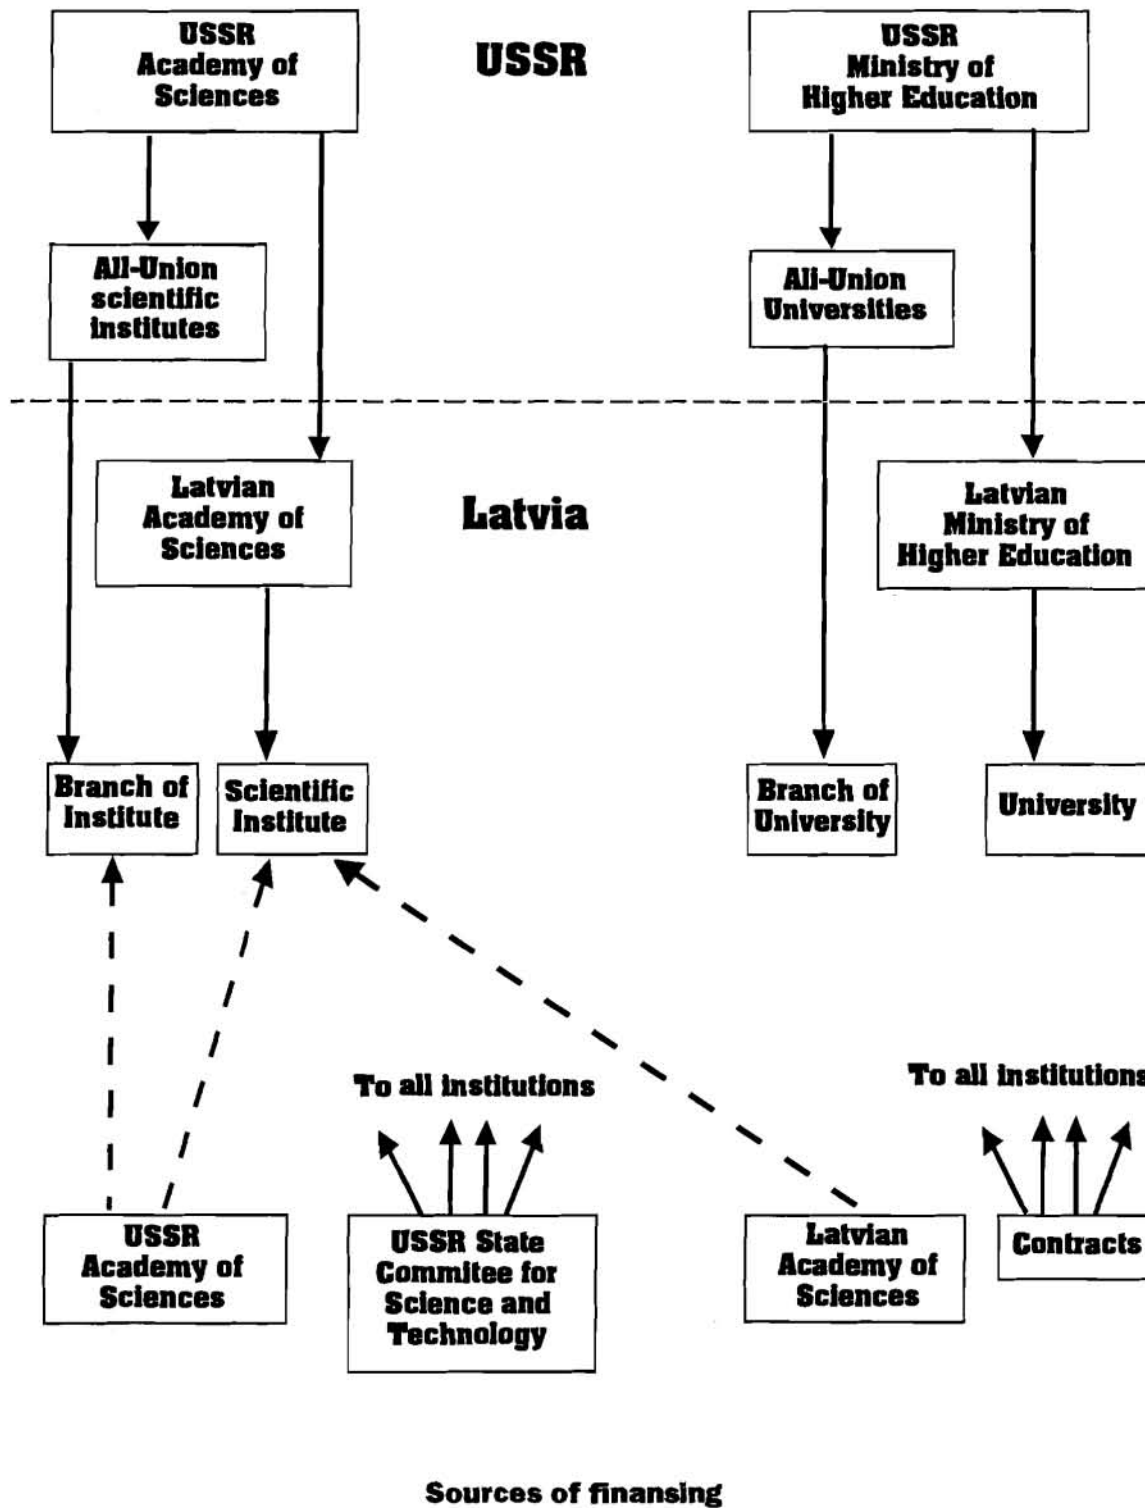 USSR
Academy of
Sciences
USSR
USSR
Ministry of
Higher Education
All-Union
scientific
institutes
All-Union
Universities
Latvian
Academy of
Sciences
Latvia
Latvian
Ministry of
Higher Education
Branch of
Institute
Scientific
Institute
Branch of
University
University
To all institutions
To all institutions
USSR
Academy of
Sciences
USSR State
Commitee for
Science and
Technology
Latvian
Academy of
Sciences
Contracts
Sources of finansing